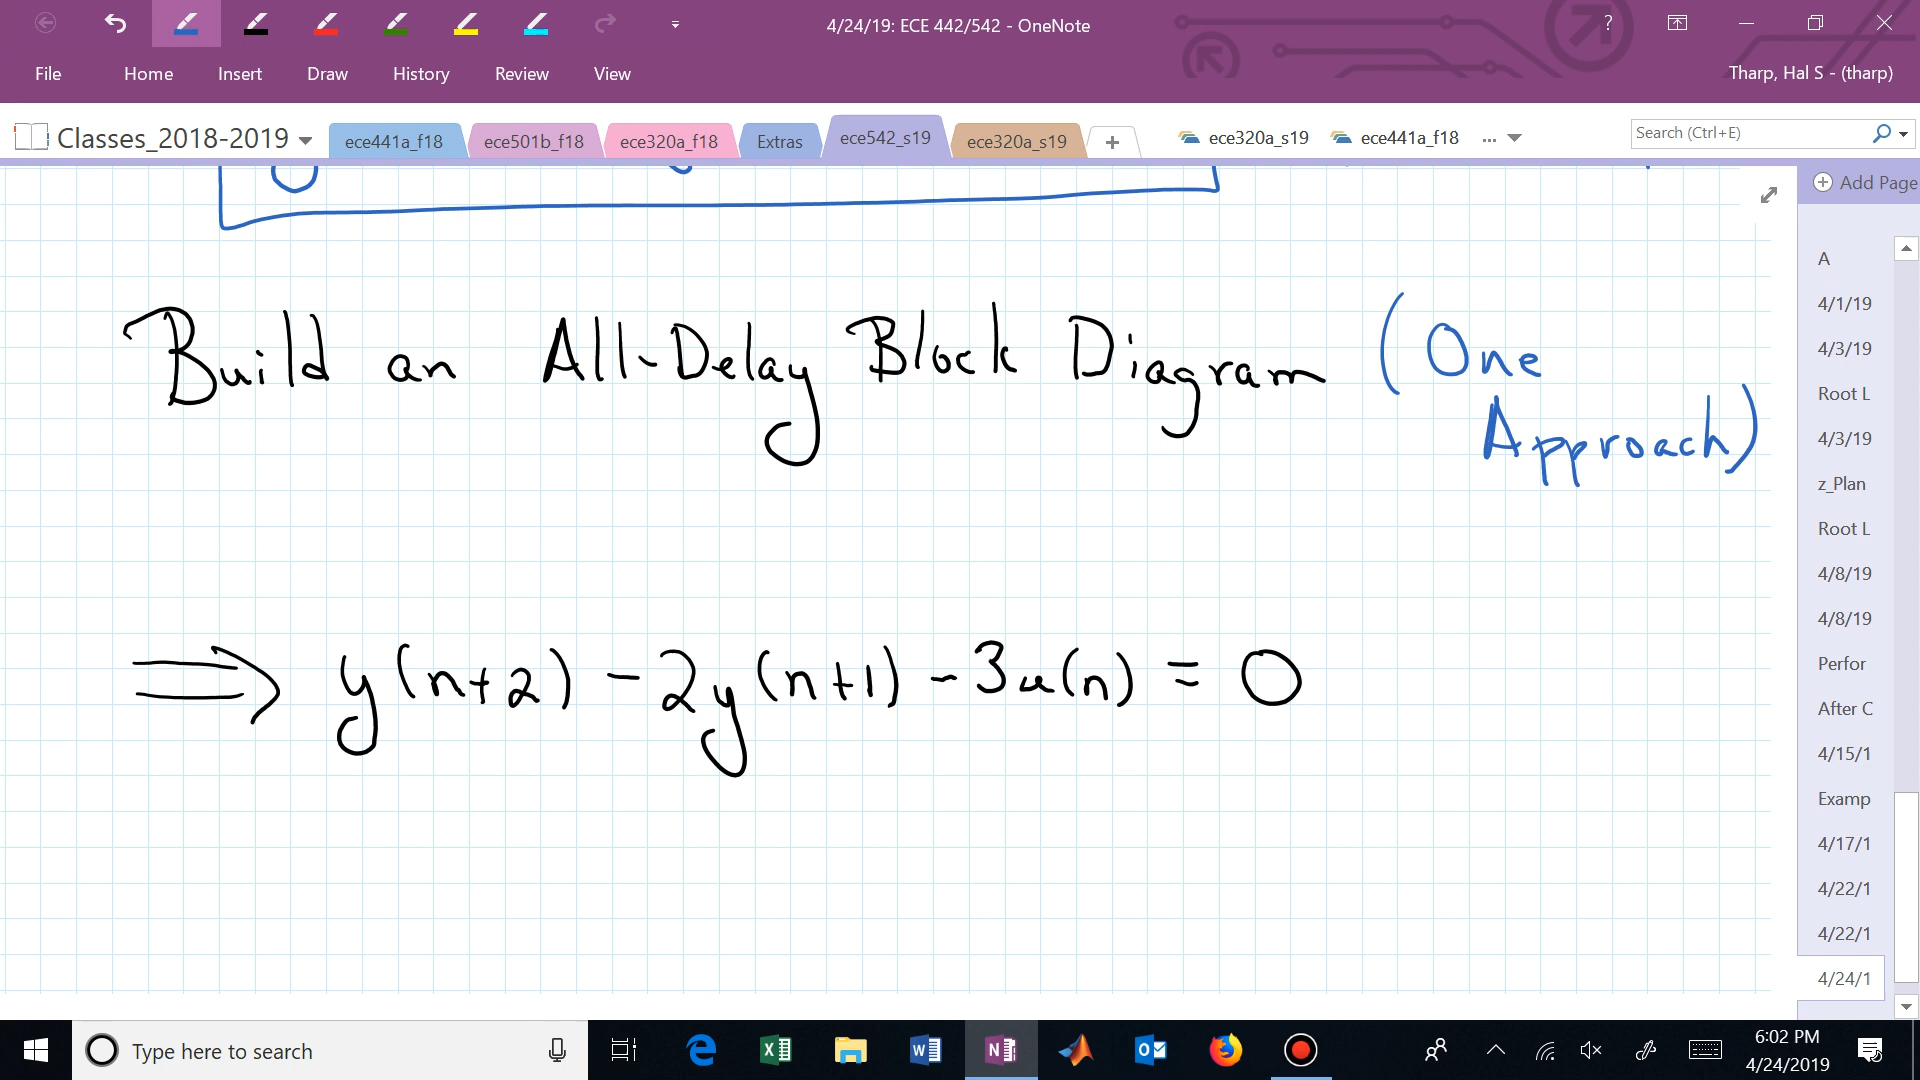 4/24/19: ECE 442/542 - OneNote
?
File Home Insert Draw History Review View
Tharp, Hal S - (tharp)
Classes_2018-2019 ece441a_f18 ece501b_f18 ece320a_f18 Extras ece542_s19 ece320a_s19 + ece320a_s19 ece441a_f18 ...
Search (Ctrl+E)
Add Page
A
4/1/19
4/3/19
Root L
4/3/19
z_Plan
Root L
4/8/19
4/8/19
Perfor
After C
4/15/1
Examp
4/17/1
4/22/1
4/22/1
4/24/1
Build an All-Delay Block Diagram (One
Approach)
⇒ y(n+2) - 2y(n+1) - 3u(n) = 0
Type here to search
6:02 PM
4/24/2019